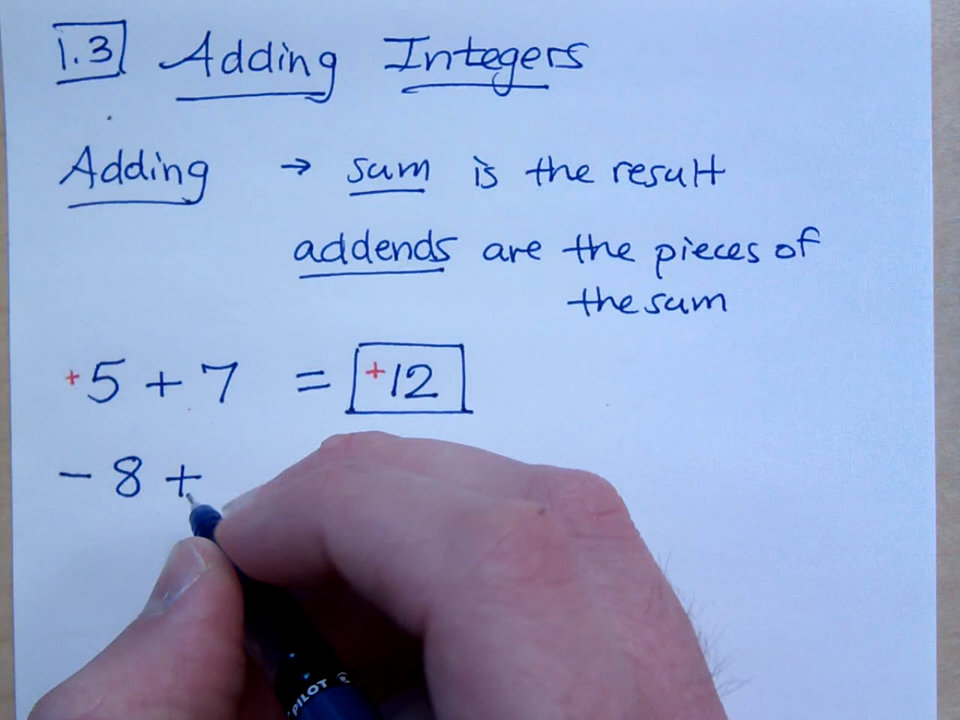 1.3 Adding Integers
Adding → sum is the result
addends are the pieces of
the sum
+5 + 7 = +12
- 8 +
PILOT